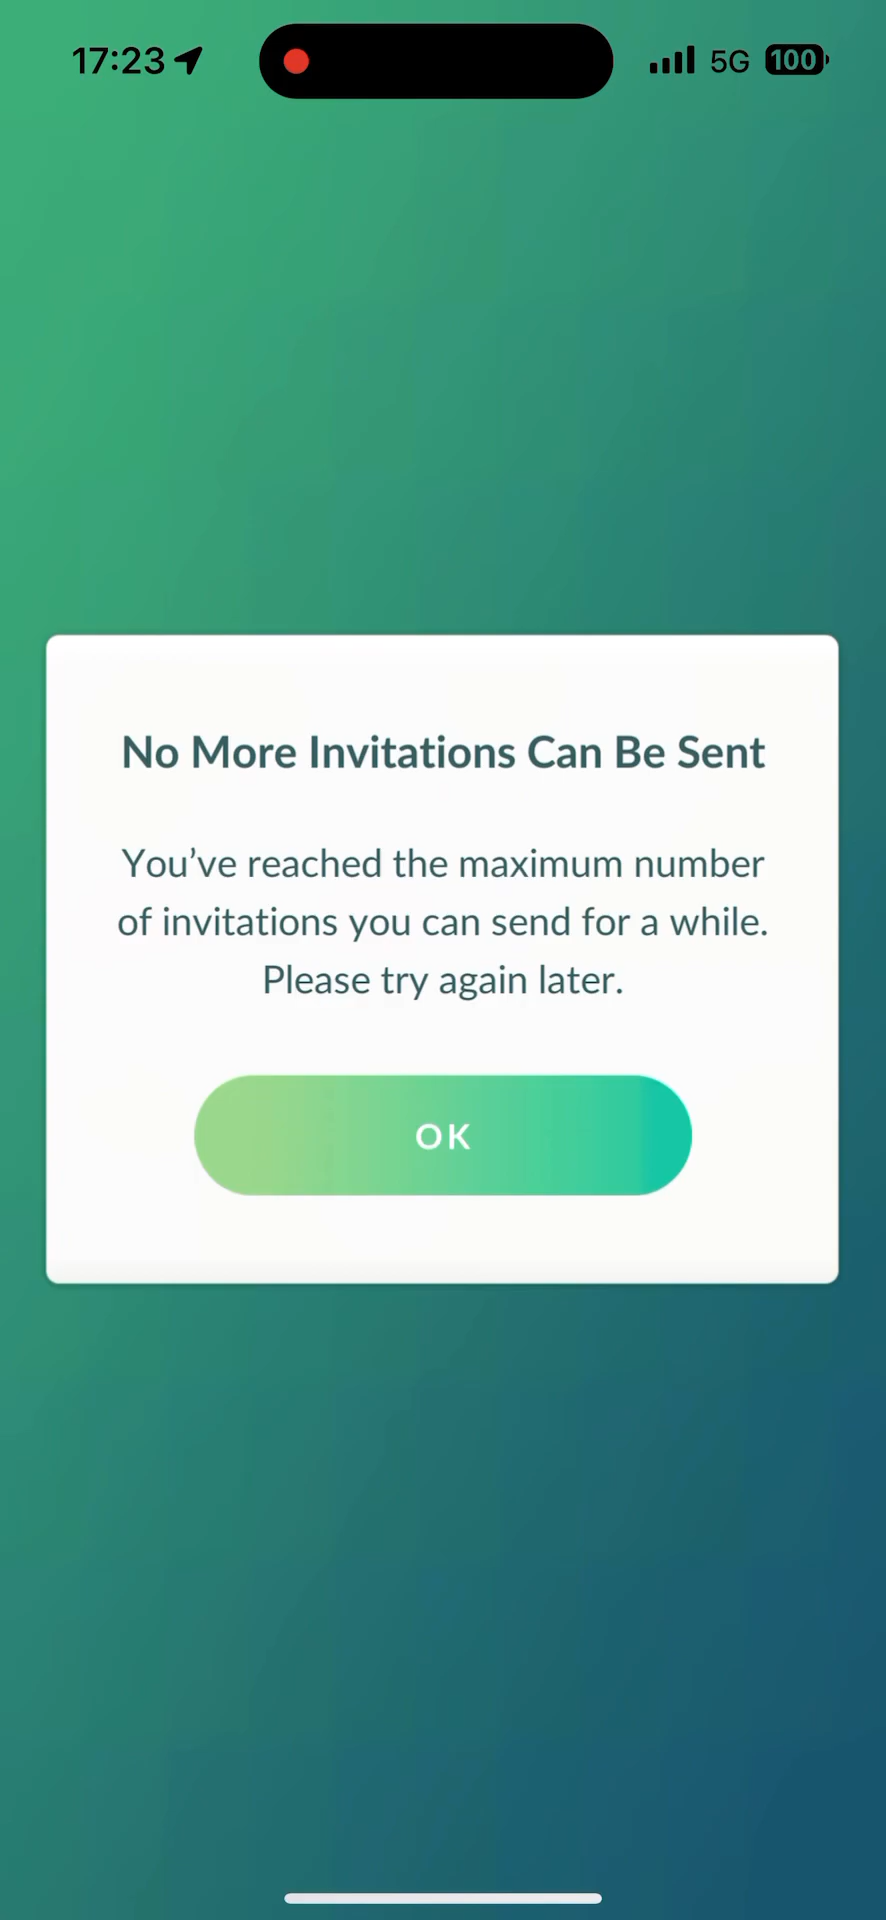 17:23
5G
100
No More Invitations Can Be Sent
You’ve reached the maximum number
of invitations you can send for a while.
Please try again later.
OK